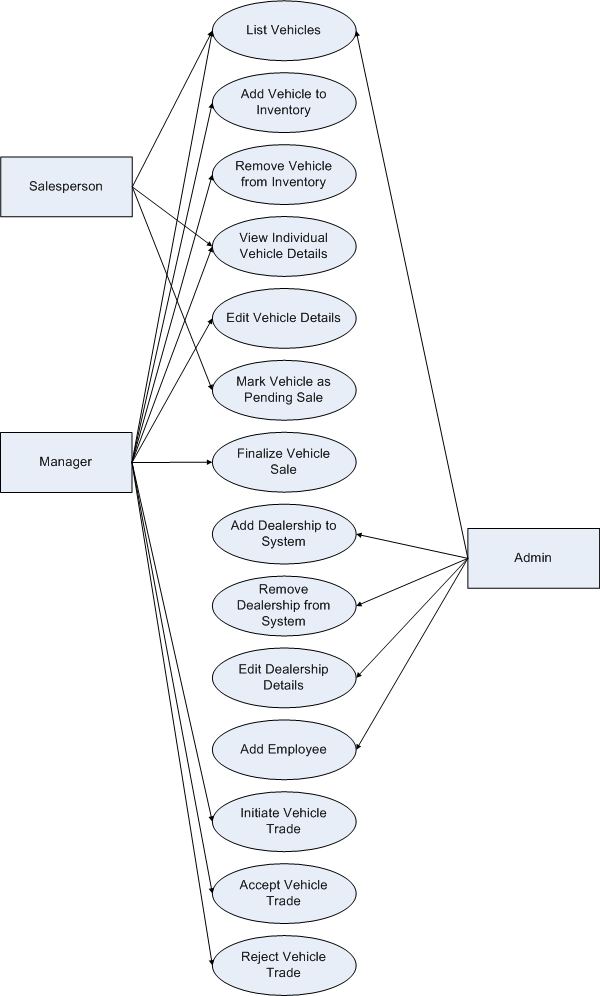 List Vehicles
Add Vehicle to
Inventory
Remove Vehicle
from Inventory
Salesperson
View Individual
Vehicle Details
Edit Vehicle Details
Mark Vehicle as
Pending Sale
Manager
Finalize Vehicle
Sale
Add Dealership to
System
Admin
Remove
Dealership from
System
Edit Dealership
Details
Add Employee
Initiate Vehicle
Trade
Accept Vehicle
Trade
Reject Vehicle
Trade